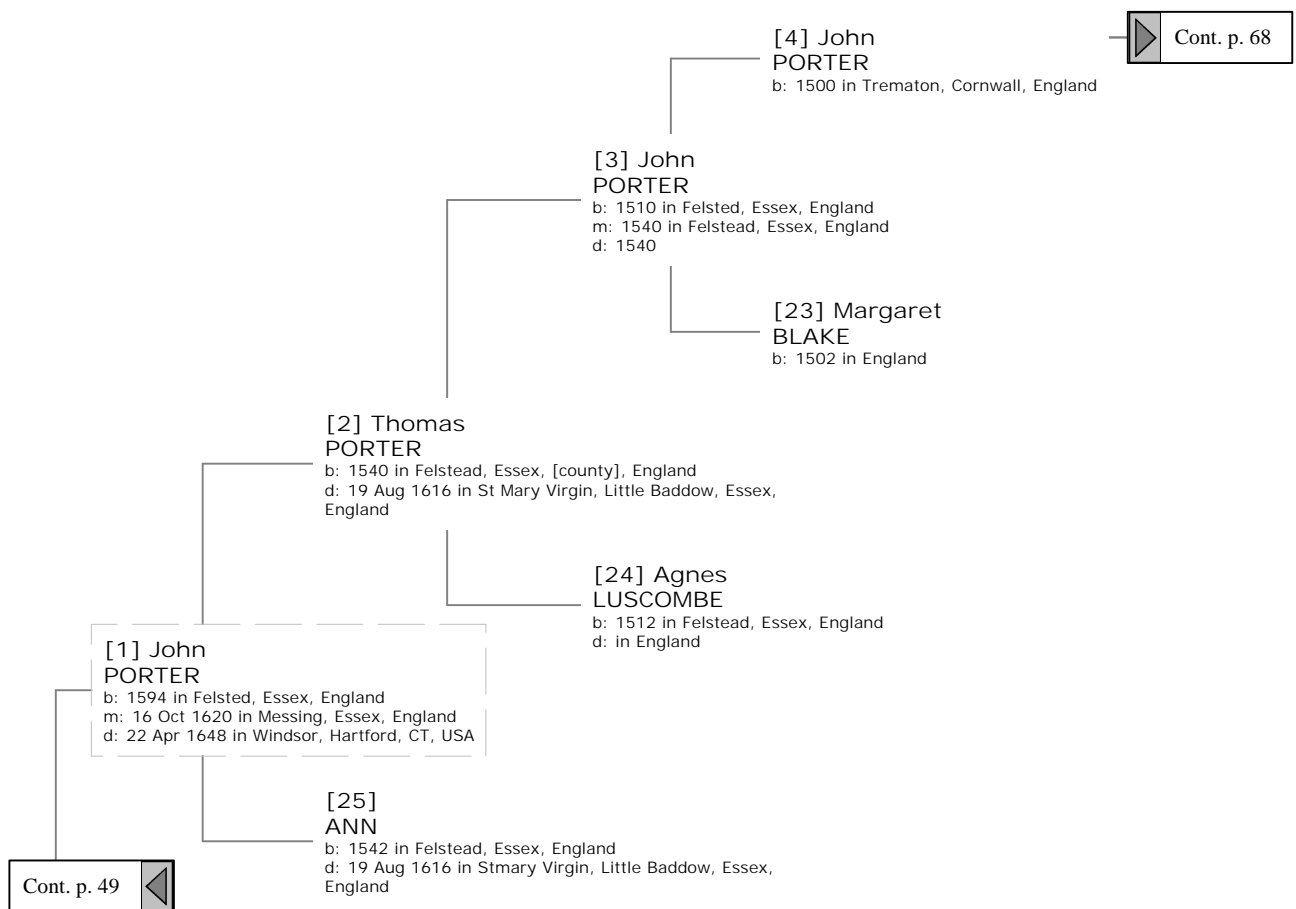 [4] John
PORTER
b: 1500 in Trematon, Cornwall, England
Cont. p. 68
[3] John
PORTER
b: 1510 in Felsted, Essex, England
m: 1540 in Felstead, Essex, England
d: 1540
[23] Margaret
BLAKE
b: 1502 in England
[2] Thomas
PORTER
b: 1540 in Felstead, Essex, [county], England
d: 19 Aug 1616 in St Mary Virgin, Little Baddow, Essex,
England
[24] Agnes
LUSCOMBE
b: 1512 in Felstead, Essex, England
d: in England
[1] John
PORTER
b: 1594 in Felsted, Essex, England
m: 16 Oct 1620 in Messing, Essex, England
d: 22 Apr 1648 in Windsor, Hartford, CT, USA
[25]
ANN
b: 1542 in Felstead, Essex, England
d: 19 Aug 1616 in Stmary Virgin, Little Baddow, Essex,
England
Cont. p. 49